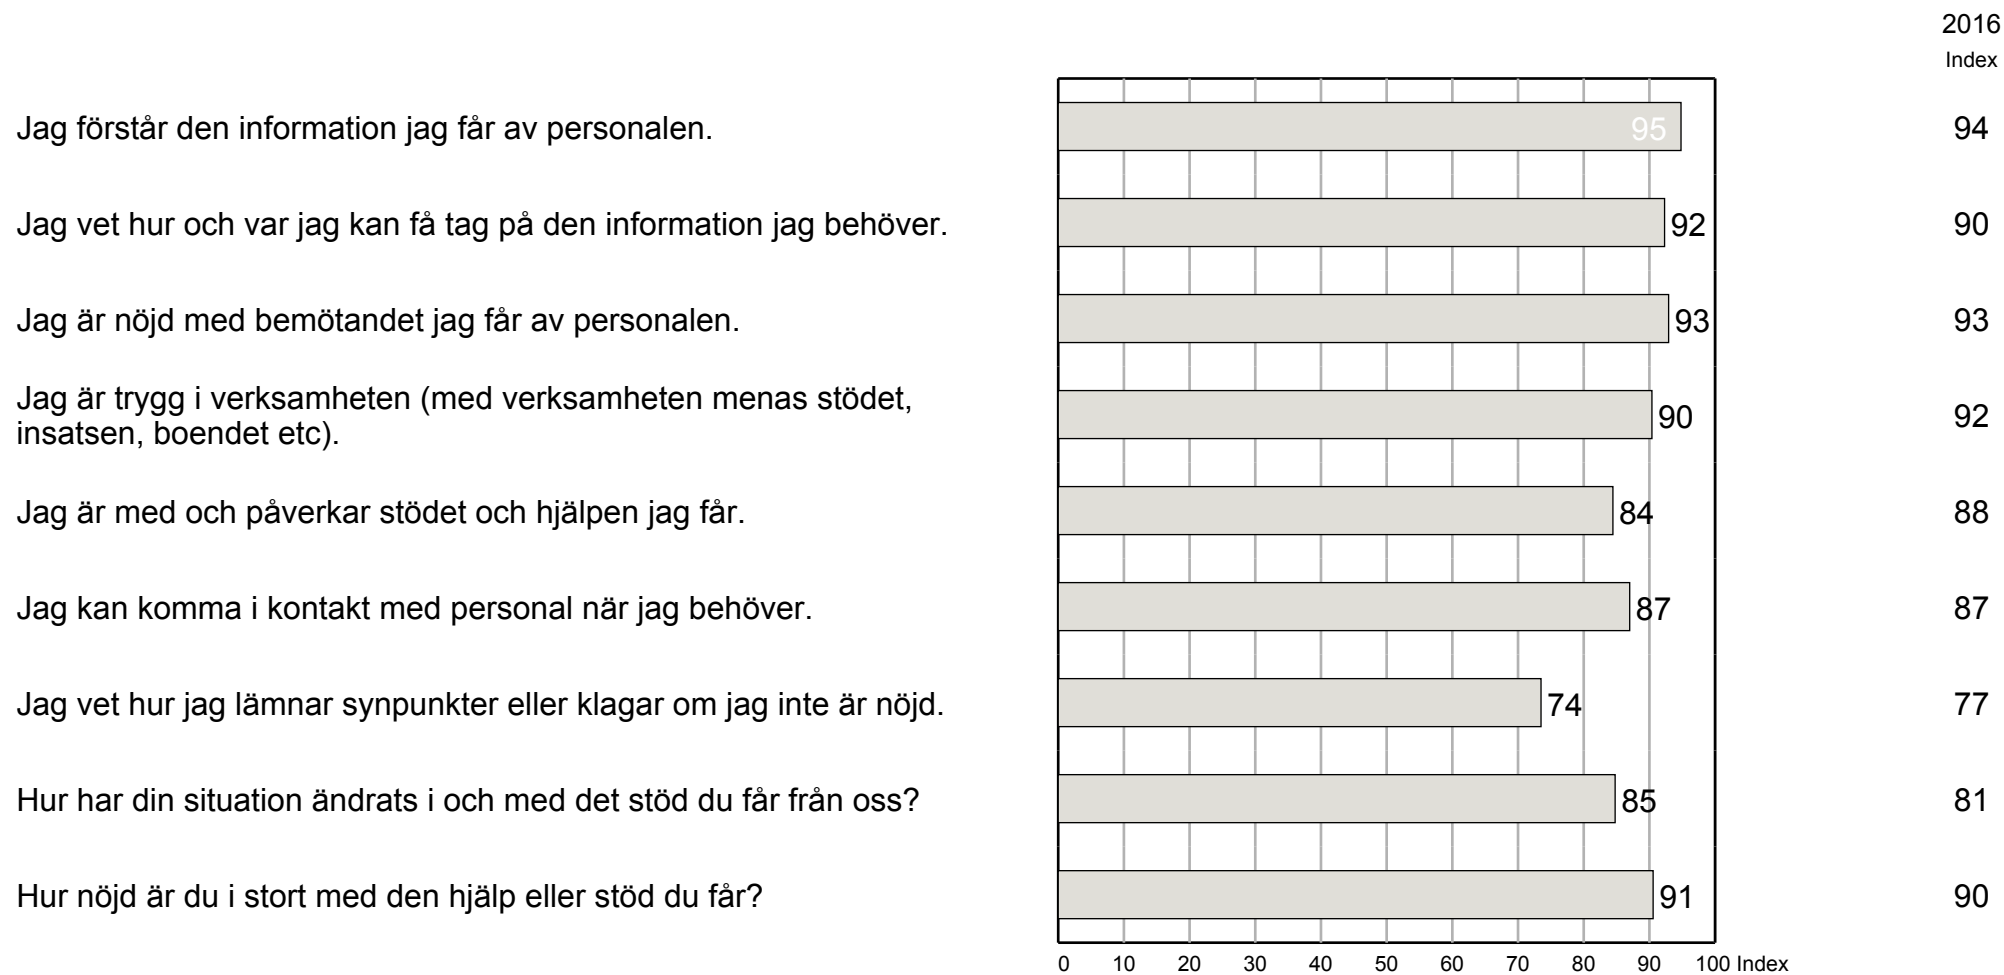 2016
Index
Jag förstår den information jag får av personalen. 95 94
Jag vet hur och var jag kan få tag på den information jag behöver. 92 90
Jag är nöjd med bemötandet jag får av personalen. 93 93
Jag är trygg i verksamheten (med verksamheten menas stödet,
insatsen, boendet etc). 90 92
Jag är med och påverkar stödet och hjälpen jag får. 84 88
Jag kan komma i kontakt med personal när jag behöver. 87 87
Jag vet hur jag lämnar synpunkter eller klagar om jag inte är nöjd. 74 77
Hur har din situation ändrats i och med det stöd du får från oss? 85 81
Hur nöjd är du i stort med den hjälp eller stöd du får? 91 90
0 10 20 30 40 50 60 70 80 90 100 Index